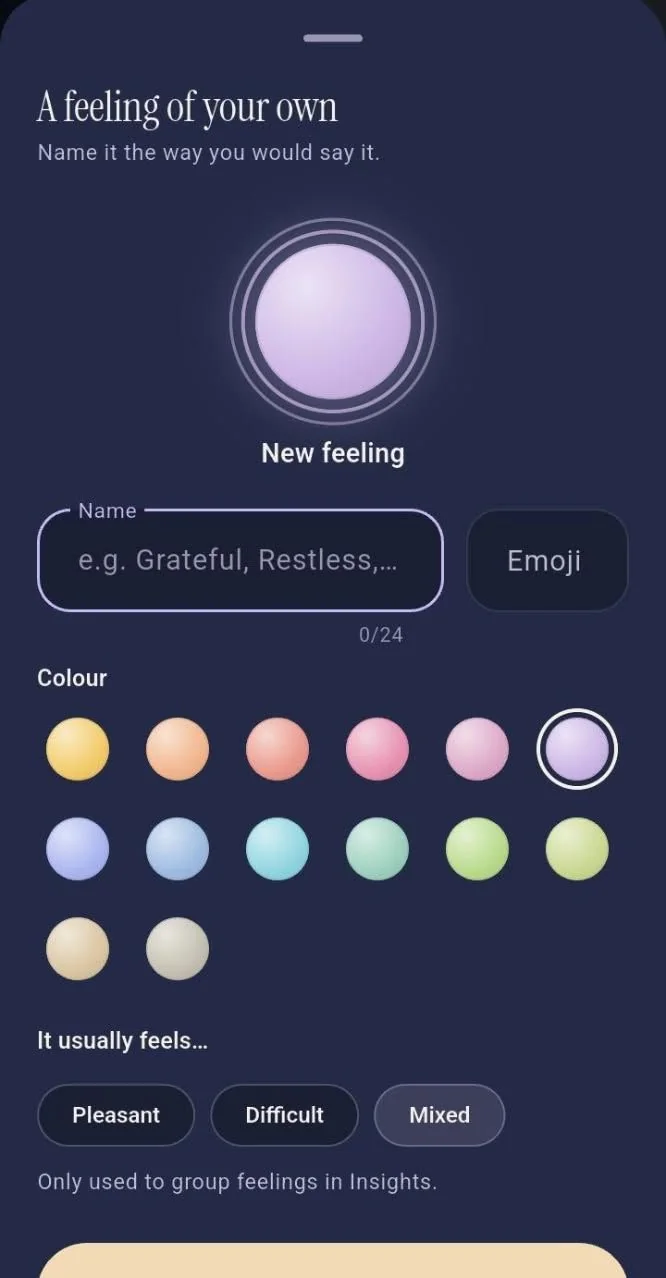 A feeling of your own
Name it the way you would say it.
New feeling
Name
e.g. Grateful, Restless,...
Emoji
0/24
Colour
It usually feels...
Pleasant
Difficult
Mixed
Only used to group feelings in Insights.